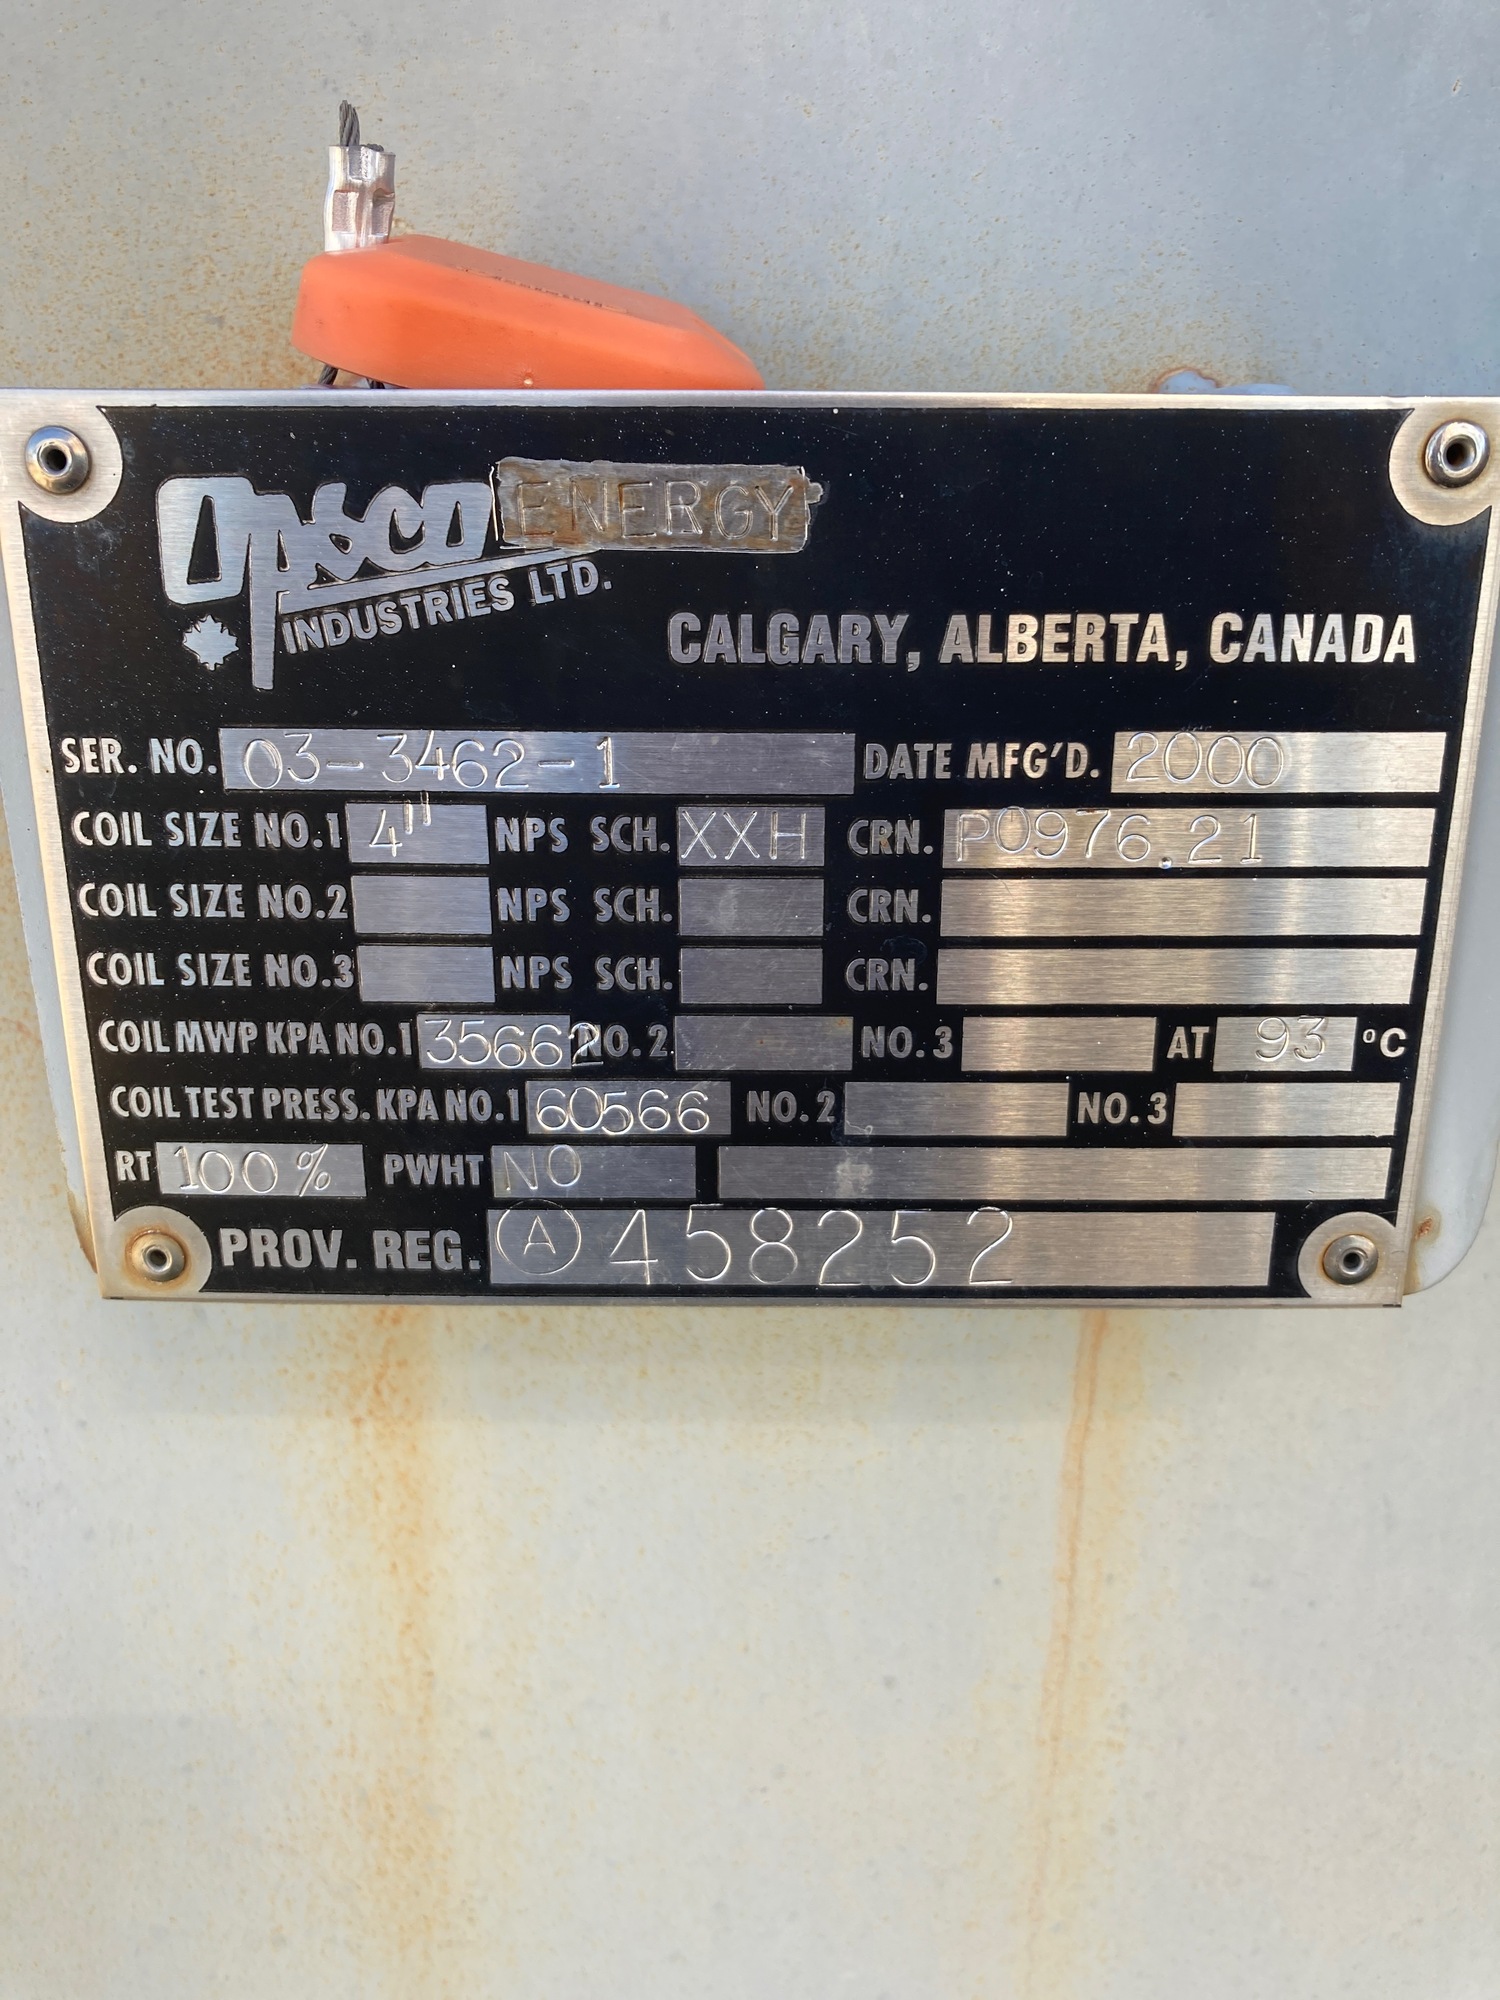 Opsco ENERGY
INDUSTRIES LTD.
CALGARY, ALBERTA, CANADA
SER. NO. 03-3462-1 DATE MFG'D. 2000
COIL SIZE NO.1 4" NPS SCH. XXH CRN. P0976.21
COIL SIZE NO.2 NPS SCH. CRN.
COIL SIZE NO.3 NPS SCH. CRN.
COIL MWP KPA NO.1 35662 NO.2 NO.3 AT 93 °C
COIL TEST PRESS. KPA NO.1 60566 NO.2 NO.3
RT 100% PWHT NO
PROV. REG. A 458252